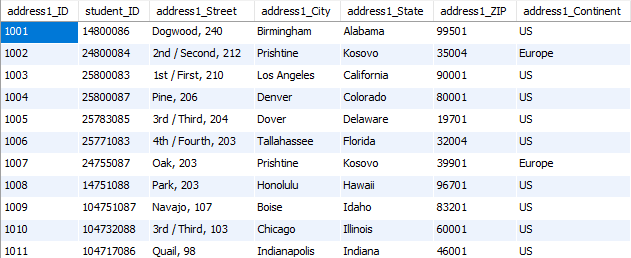 address1_ID student_ID address1_Street address1_City address1_State address1_ZIP address1_Continent
1001 14800086 Dogwood, 240 Birmingham Alabama 99501 US
1002 24800084 2nd / Second, 212 Prishtine Kosovo 35004 Europe
1003 25800083 1st / First, 210 Los Angeles California 90001 US
1004 25800087 Pine, 206 Denver Colorado 80001 US
1005 25783085 3rd / Third, 204 Dover Delaware 19701 US
1006 25771083 4th / Fourth, 203 Tallahassee Florida 32004 US
1007 24755087 Oak, 203 Prishtine Kosovo 39901 Europe
1008 14751088 Park, 203 Honolulu Hawaii 96701 US
1009 104751087 Navajo, 107 Boise Idaho 83201 US
1010 104732088 3rd / Third, 103 Chicago Illinois 60001 US
1011 104717086 Quail, 98 Indianapolis Indiana 46001 US